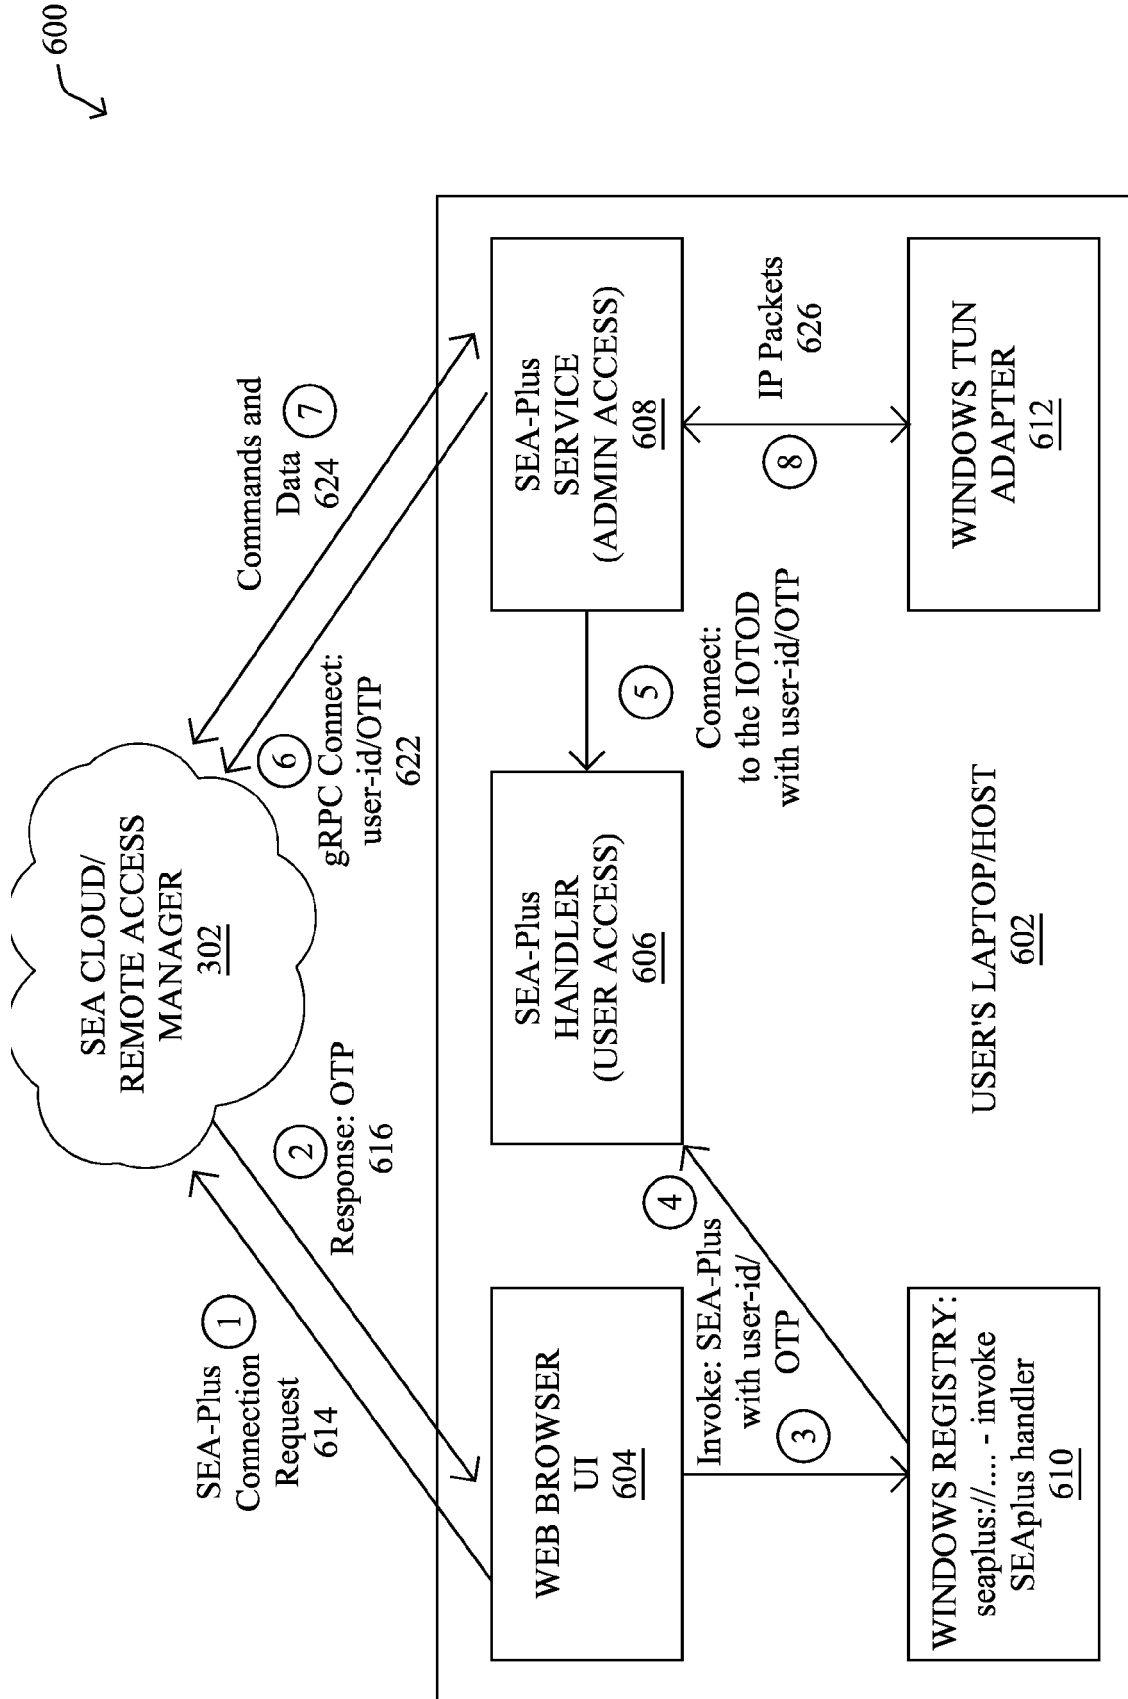 600
SEA CLOUD/
REMOTE ACCESS
MANAGER
302
SEA-Plus
Connection
Request
614
1
2
Response: OTP
616
6
gRPC Connect:
user-id/OTP
622
Commands and
Data
624
7
WEB BROWSER
UI
604
SEA-Plus
HANDLER
(USER ACCESS)
606
SEA-Plus
SERVICE
(ADMIN ACCESS)
608
Invoke: SEA-Plus
with user-id/
OTP
3
4
5
Connect:
to the IOTOD
with user-id/OTP
8
IP Packets
626
WINDOWS REGISTRY:
seaplus://.... - invoke
SEAplus handler
610
USER'S LAPTOP/HOST
602
WINDOWS TUN
ADAPTER
612